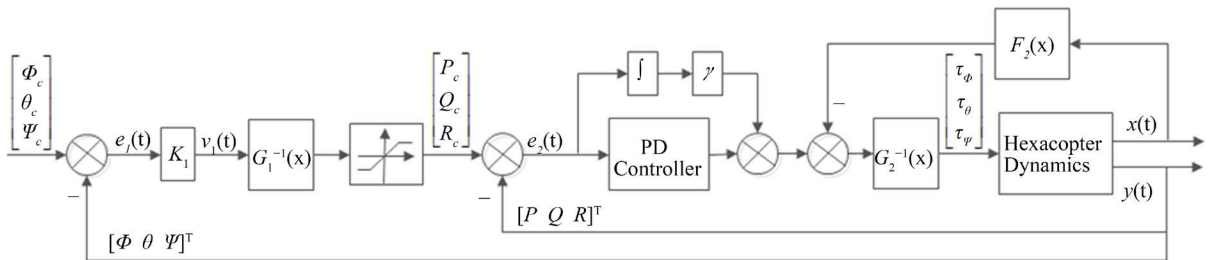 Φc
θc
Ψc
−
e1(t)
K1
v1(t)
G1⁻¹(x)
Pc
Qc
Rc
−
e2(t)
∫
γ
PD
Controller
−
G2⁻¹(x)
τΦ
τθ
τΨ
F2(x)
Hexacopter
Dynamics
x(t)
y(t)
[P Q R]ᵀ
[Φ θ Ψ]ᵀ